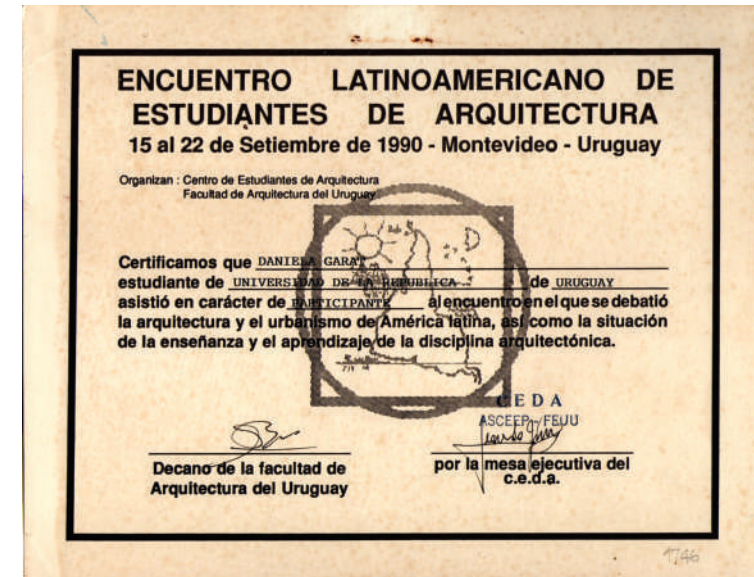 ENCUENTRO LATINOAMERICANO DE
ESTUDIANTES DE ARQUITECTURA
15 al 22 de Setiembre de 1990 - Montevideo - Uruguay
Organizan : Centro de Estudiantes de Arquitectura
Facultad de Arquitectura del Uruguay
Certificamos que DANIELA GARAT
estudiante de UNIVERSIDAD DE LA REPUBLICA de URUGUAY
asistió en carácter de PARTICIPANTE al encuentro en el que se debatió
la arquitectura y el urbanismo de América latina, así como la situación
de la enseñanza y el aprendizaje de la disciplina arquitectónica.
CEDA
ASCEEP-FEUU
Decano de la facultad de
Arquitectura del Uruguay
por la mesa ejecutiva del
c.e.d.a.